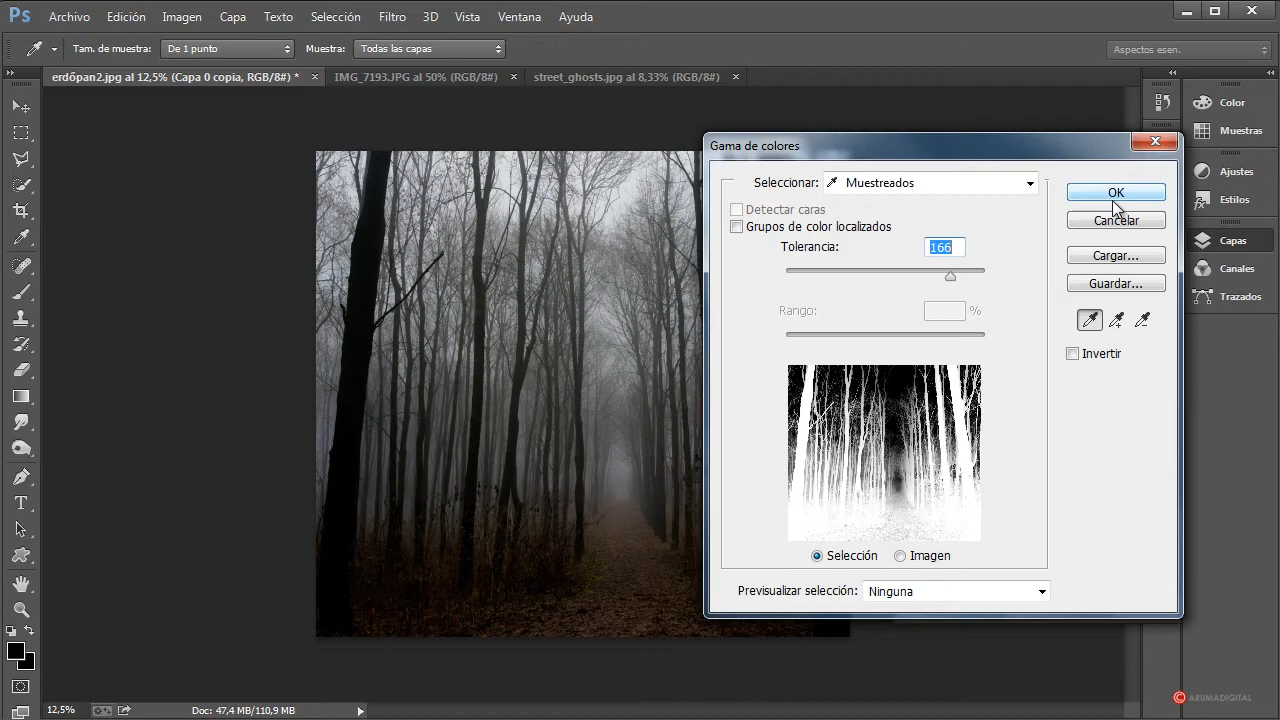 Ps Archivo Edición Imagen Capa Texto Selección Filtro 3D Vista Ventana Ayuda
Tam. de muestra: De 1 punto Muestra: Todas las capas Aspectos esen.
erdőpan2.jpg al 12,5% (Capa 0 copia, RGB/8#) * IMG_7193.JPG al 50% (RGB/8#) street_ghosts.jpg al 8,33% (RGB/8#)
Color
Muestras
Ajustes
Estilos
Capas
Canales
Trazados
Gama de colores
Seleccionar: Muestreados
Detectar caras
Grupos de color localizados
Tolerancia: 166
Rango: %
Selección Imagen
Previsualizar selección: Ninguna
OK
Cancelar
Cargar...
Guardar...
Invertir
T
12,5% Doc: 47,4 MB/110,9 MB
© ARUMADIGITAL